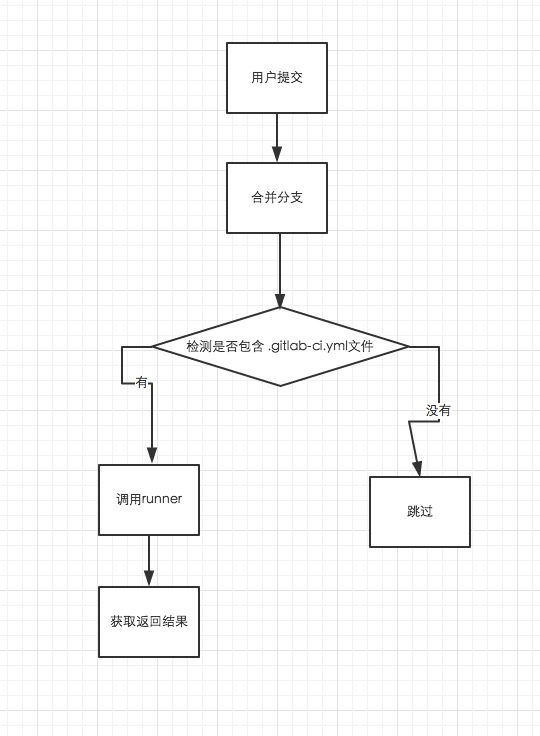 用户提交
合并分支
检测是否包含 .gitlab-ci.yml文件
有
没有
调用runner
跳过
获取返回结果